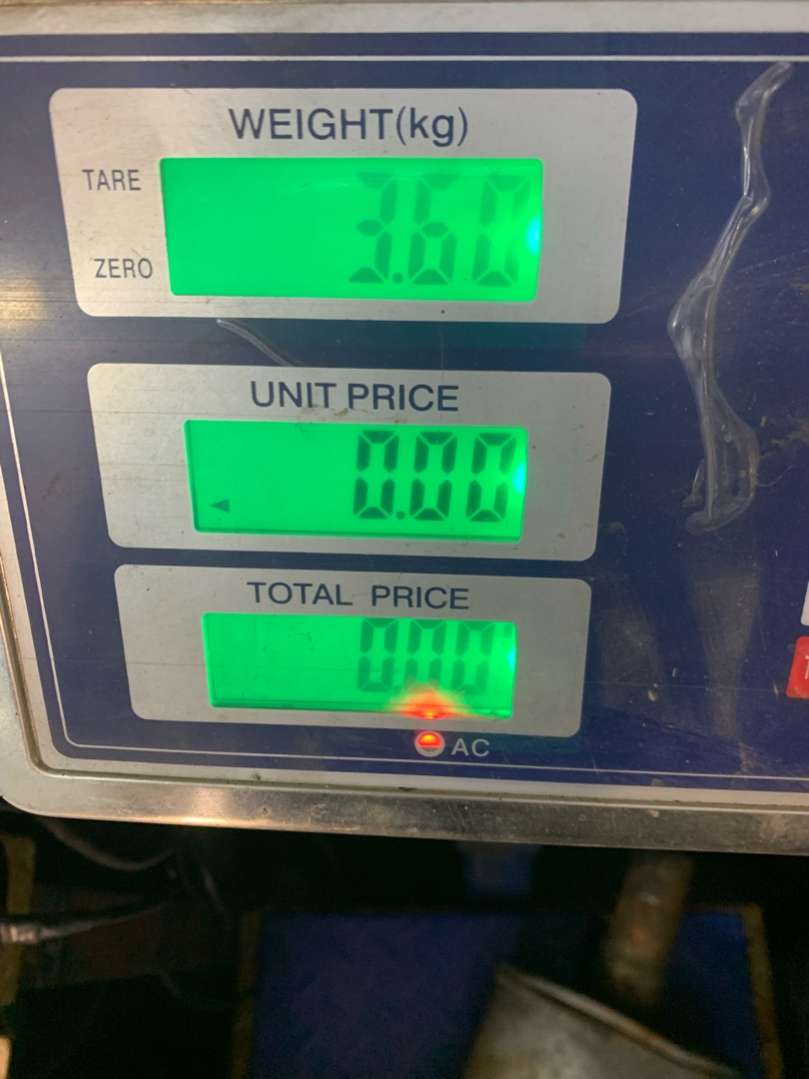 WEIGHT(kg)
TARE
3.60
ZERO
UNIT PRICE
0.00
TOTAL PRICE
0.00
AC